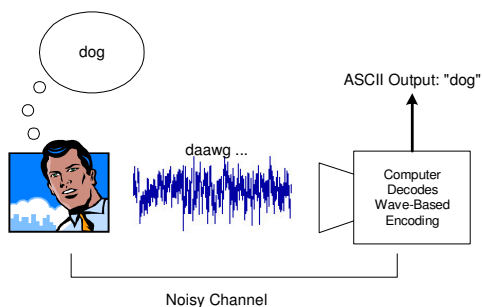 dog
ASCII Output: "dog"
daawg ...
Computer
Decodes
Wave-Based
Encoding
Noisy Channel